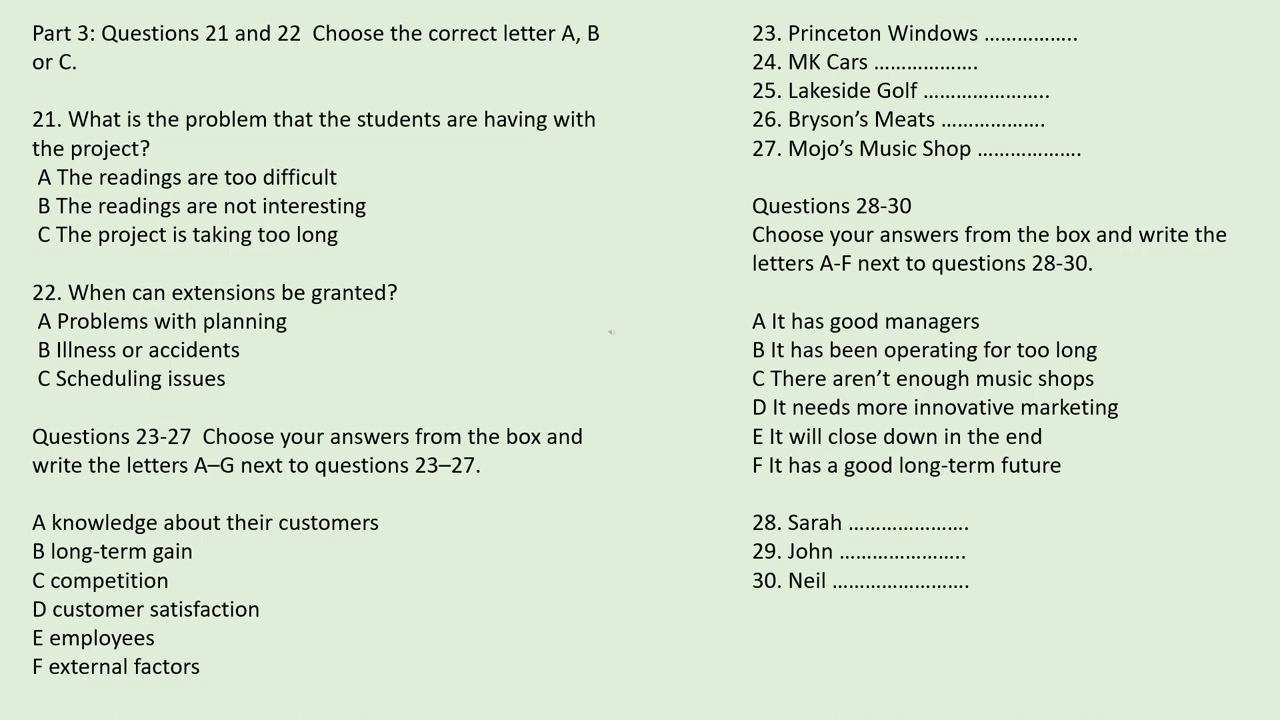 Part 3: Questions 21 and 22  Choose the correct letter A, B
or C.
21. What is the problem that the students are having with
the project?
A The readings are too difficult
B The readings are not interesting
C The project is taking too long
22. When can extensions be granted?
A Problems with planning
B Illness or accidents
C Scheduling issues
Questions 23-27  Choose your answers from the box and
write the letters A–G next to questions 23–27.
A knowledge about their customers
B long-term gain
C competition
D customer satisfaction
E employees
F external factors
23. Princeton Windows ……………..
24. MK Cars ……………….
25. Lakeside Golf …………………..
26. Bryson’s Meats ……………….
27. Mojo’s Music Shop ……………….
Questions 28-30
Choose your answers from the box and write the
letters A-F next to questions 28-30.
A It has good managers
B It has been operating for too long
C There aren’t enough music shops
D It needs more innovative marketing
E It will close down in the end
F It has a good long-term future
28. Sarah ………………….
29. John …………………..
30. Neil …………………….